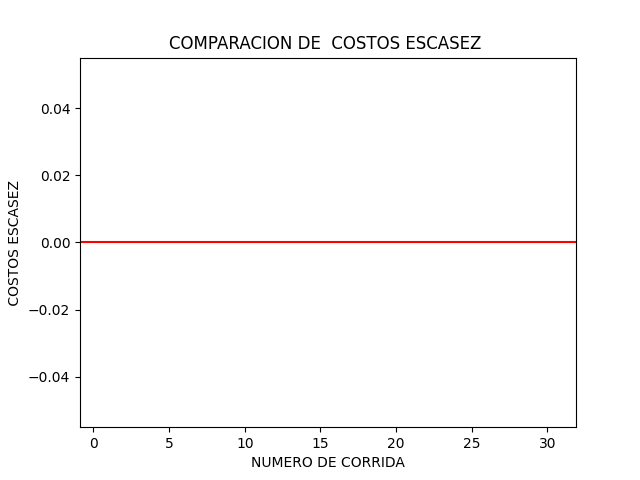 COMPARACION DE  COSTOS ESCASEZ
COSTOS ESCASEZ
0.04
0.02
0.00
−0.02
−0.04
0 5 10 15 20 25 30
NUMERO DE CORRIDA